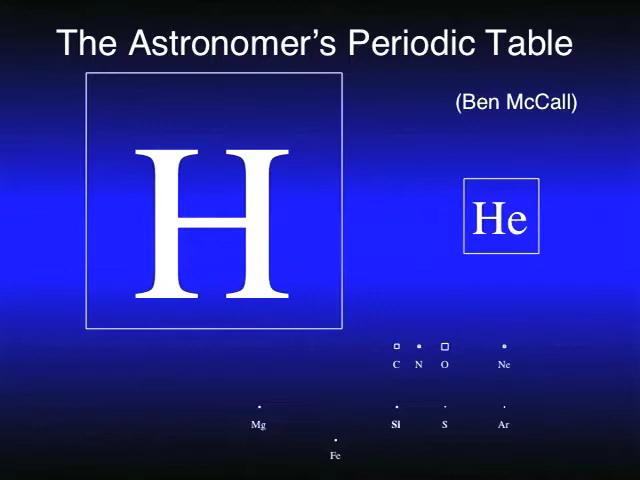 The Astronomer's Periodic Table
(Ben McCall)
H
He
C N O Ne
Mg Si S Ar
Fe